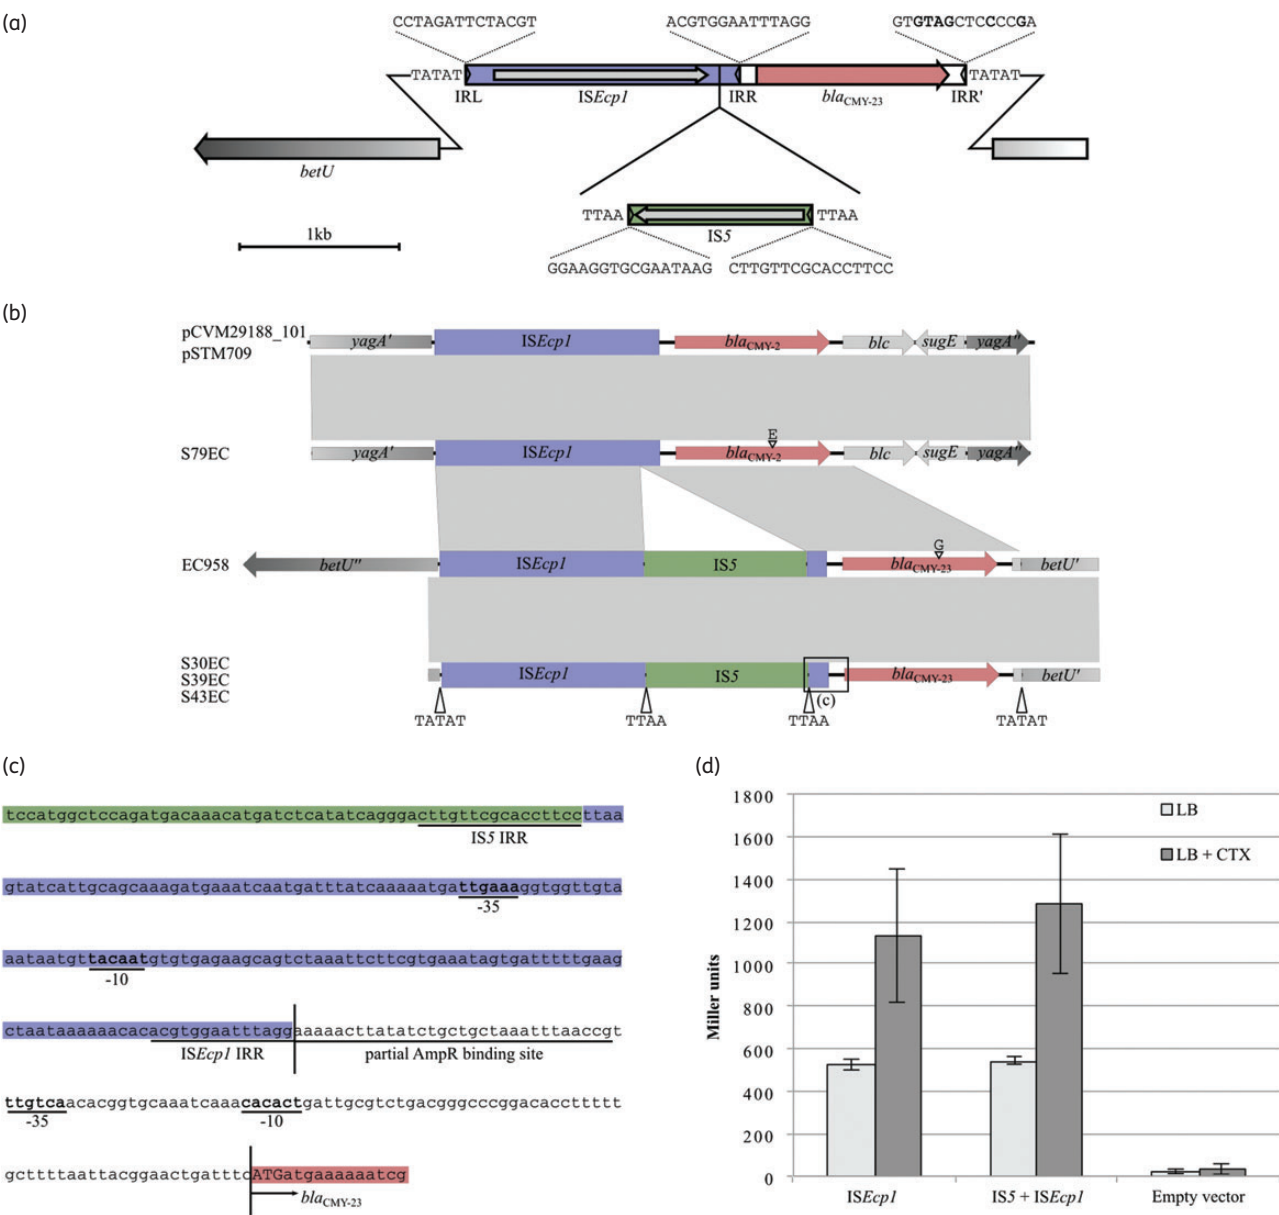 (a)
CCTAGATTCTACGT ACGTGGAATTTAGG GTGTAGCTCCCCGA
TATAT TATAT
IRL ISEcp1 IRR blaCMY-23 IRR'
betU
TTAA TTAA
IS5
1kb
GGAAGGTGCGAATAAG CTTGTTCGCACCTTCC
(b)
pCVM29188_101
pSTM709
yagA' ISEcp1 blaCMY-2 blc sugE yagA''
E
S79EC yagA' ISEcp1 blaCMY-2 blc sugE yagA''
G
EC958 betU'' ISEcp1 IS5 blaCMY-23 betU'
S30EC
S39EC
S43EC
ISEcp1 IS5 blaCMY-23 betU'
(c)
TATAT TTAA TTAA TATAT
(c)
tccatggctccagatgacaaacatgatctcatatcagggacttgttcgcaccttccttaa
IS5 IRR
gtatcattgcagcaaagatgaaatcaatgatttatcaaaaatgattgaaaggtggttgta
-35
aataatgttacaatgtgtgagaagcagtctaaattcttcgtgaaatagtgatttttgaag
-10
ctaataaaaaacacacgtggaatttaggaaaaacttatatctgctgctaaatttaaccgt
ISEcp1 IRR partial AmpR binding site
ttgtcaacacggtgcaaatcaaacacactgattgcgtctgacgggcccggacacctttttt
-35 -10
gcttttaattacggaactgatttcATGatgaaaaaatcg
blaCMY-23
(d)
Miller units
1800
1600
1400
1200
1000
800
600
400
200
0
LB
LB + CTX
ISEcp1 IS5 + ISEcp1 Empty vector